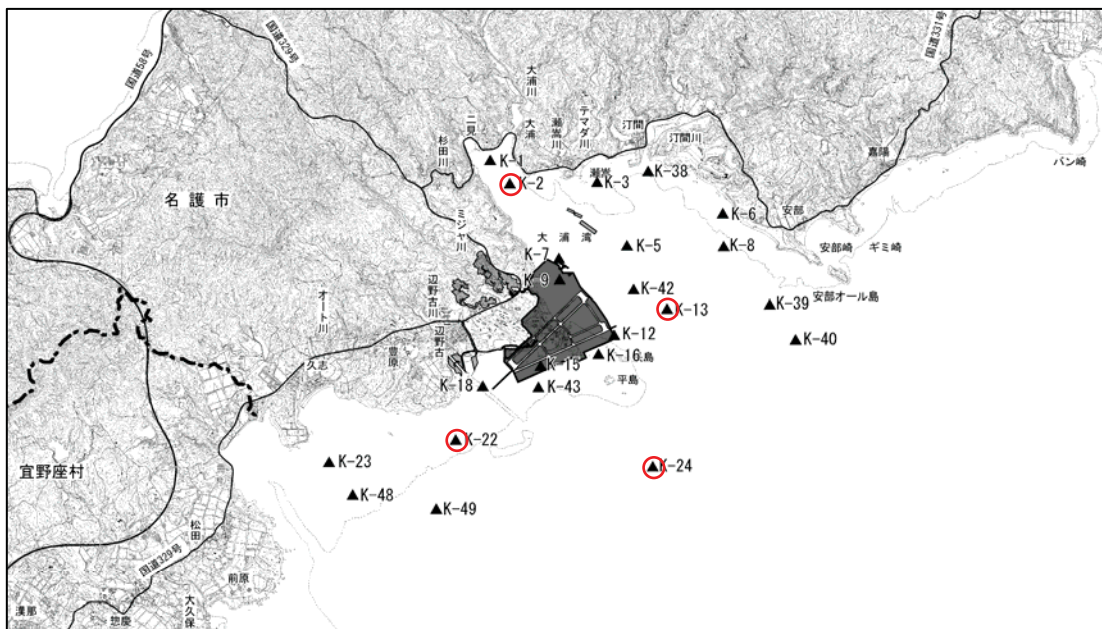 国道58号
国道329号
国道331号
大浦川
大浦
瀬嵩川
テマダ川
汀間
汀間川
二見
杉田川
嘉陽
バン崎
K-1
K-2
瀬嵩
K-3
K-38
名護市
ミジャ川
K-6
安部
大浦湾
K-5
K-8
安部崎
ギミ崎
K-7
K-9
K-42
安部オール島
辺野古川
K-13
K-39
オート川
辺野古
K-12
K-40
豊原
久志
K-16
島
K-15
平島
K-18
K-43
K-22
宜野座村
K-23
K-24
K-48
K-49
松田
国道329号
前原
漢那
惣慶
大久保